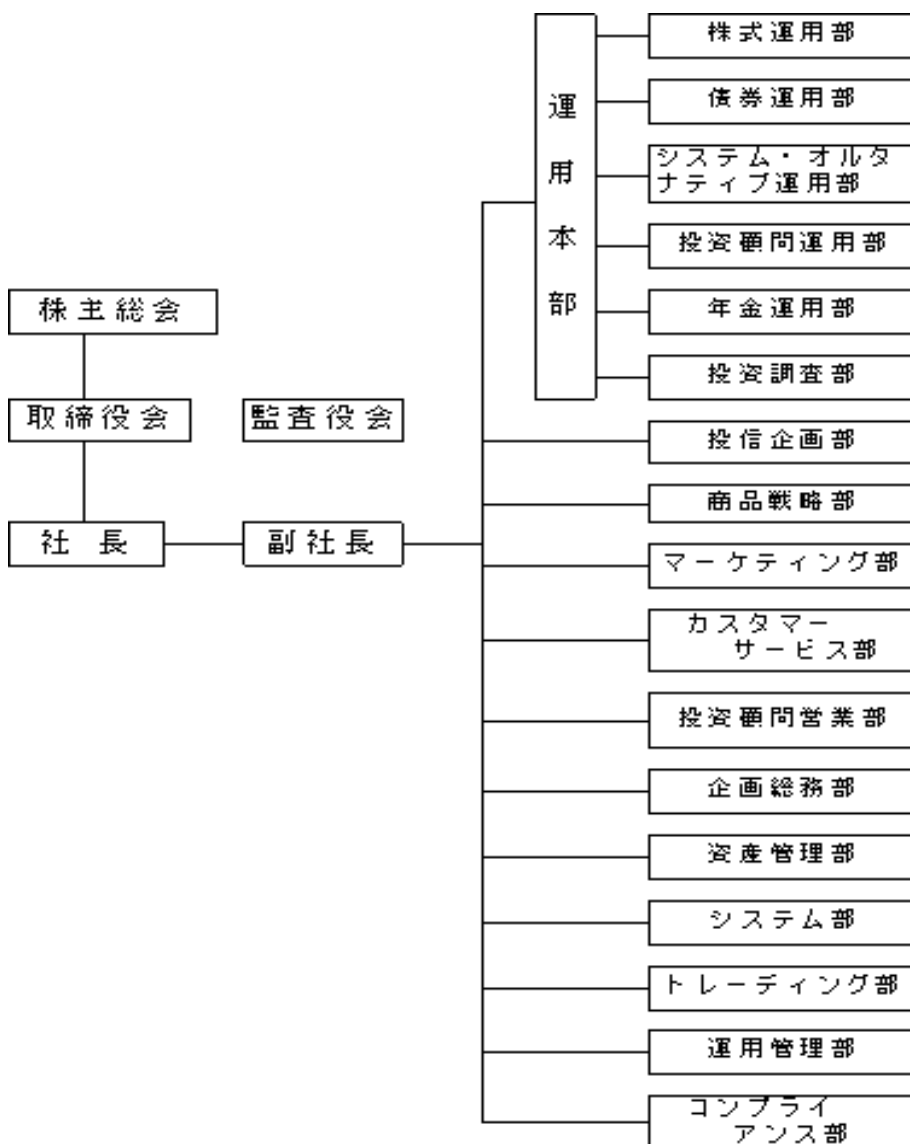 株主総会
取締役会
監査役会
社長
副社長
運用本部
株式運用部
債券運用部
システム・オルタ
ナティブ運用部
投資顧問運用部
年金運用部
投資調査部
投信企画部
商品戦略部
マーケティング部
カスタマー
サービス部
投資顧問営業部
企画総務部
資産管理部
システム部
トレーディング部
運用管理部
コンプライ
アンス部